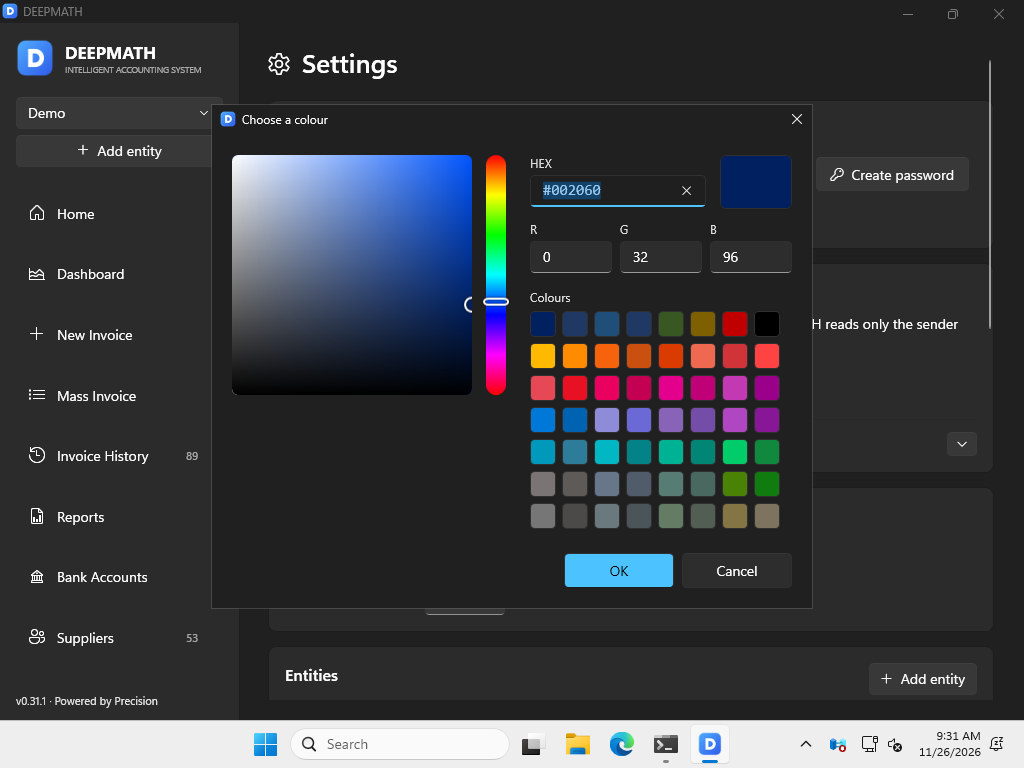 DEEPMATH
DEEPMATH
INTELLIGENT ACCOUNTING SYSTEM
Demo
Add entity
Home
Dashboard
New Invoice
Mass Invoice
Invoice History 89
Reports
Bank Accounts
Suppliers 53
v0.31.1 · Powered by Precision
Settings
Create password
H reads only the sender
Entities
Add entity
Choose a colour
HEX
#002060
R G B
0 32 96
Colours
OK Cancel
Search
9:31 AM
11/26/2026